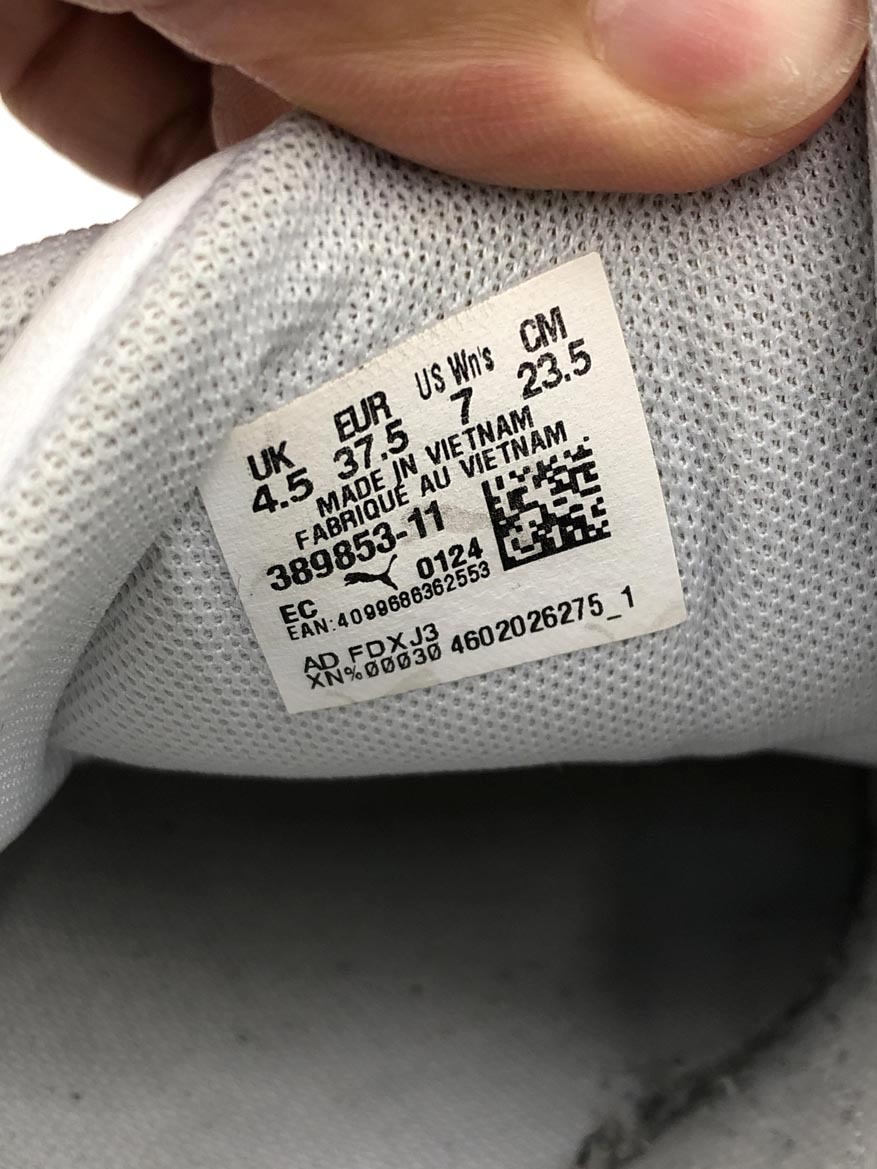 UK EUR US Wn's CM
4.5 37.5 7 23.5
MADE IN VIETNAM
FABRIQUÉ AU VIETNAM
389853-11
EC 0124
EAN:4099686362553
AD FDXJ3
XN%00030 4602026275_1